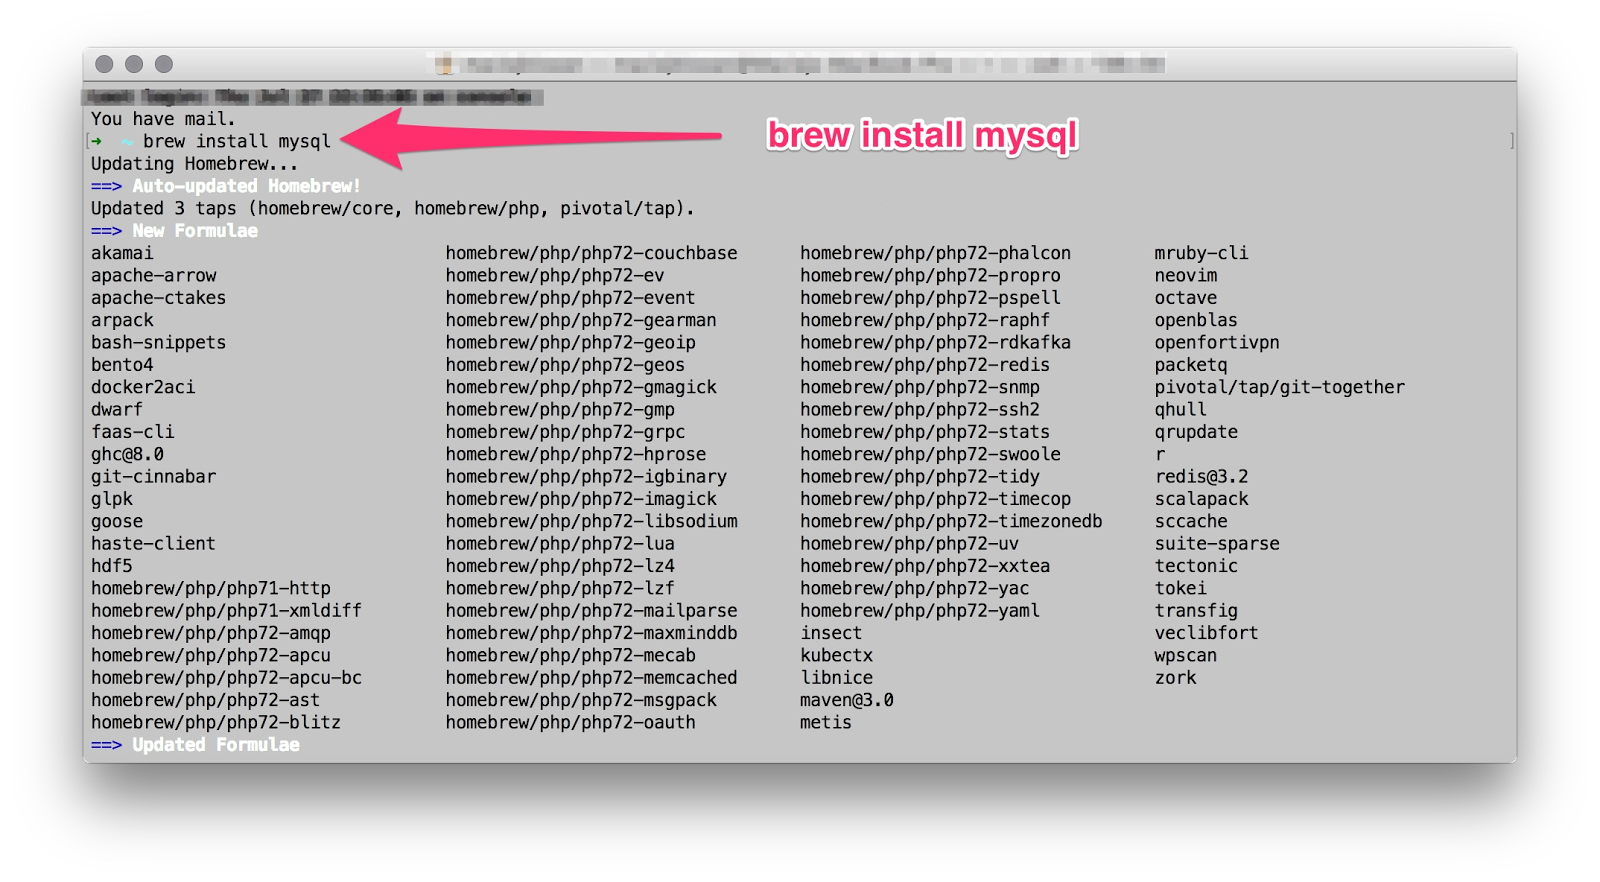 You have mail.
[➜ ~ brew install mysql ]
brew install mysql
Updating Homebrew...
==> Auto-updated Homebrew!
Updated 3 taps (homebrew/core, homebrew/php, pivotal/tap).
==> New Formulae
akamai homebrew/php/php72-couchbase homebrew/php/php72-phalcon mruby-cli
apache-arrow homebrew/php/php72-ev homebrew/php/php72-propro neovim
apache-ctakes homebrew/php/php72-event homebrew/php/php72-pspell octave
arpack homebrew/php/php72-gearman homebrew/php/php72-raphf openblas
bash-snippets homebrew/php/php72-geoip homebrew/php/php72-rdkafka openfortivpn
bento4 homebrew/php/php72-geos homebrew/php/php72-redis packetq
docker2aci homebrew/php/php72-gmagick homebrew/php/php72-snmp pivotal/tap/git-together
dwarf homebrew/php/php72-gmp homebrew/php/php72-ssh2 qhull
faas-cli homebrew/php/php72-grpc homebrew/php/php72-stats qrupdate
ghc@8.0 homebrew/php/php72-hprose homebrew/php/php72-swoole r
git-cinnabar homebrew/php/php72-igbinary homebrew/php/php72-tidy redis@3.2
glpk homebrew/php/php72-imagick homebrew/php/php72-timecop scalapack
goose homebrew/php/php72-libsodium homebrew/php/php72-timezonedb sccache
haste-client homebrew/php/php72-lua homebrew/php/php72-uv suite-sparse
hdf5 homebrew/php/php72-lz4 homebrew/php/php72-xxtea tectonic
homebrew/php/php71-http homebrew/php/php72-lzf homebrew/php/php72-yac tokei
homebrew/php/php71-xmldiff homebrew/php/php72-mailparse homebrew/php/php72-yaml transfig
homebrew/php/php72-amqp homebrew/php/php72-maxminddb insect veclibfort
homebrew/php/php72-apcu homebrew/php/php72-mecab kubectx wpscan
homebrew/php/php72-apcu-bc homebrew/php/php72-memcached libnice zork
homebrew/php/php72-ast homebrew/php/php72-msgpack maven@3.0
homebrew/php/php72-blitz homebrew/php/php72-oauth metis
==> Updated Formulae